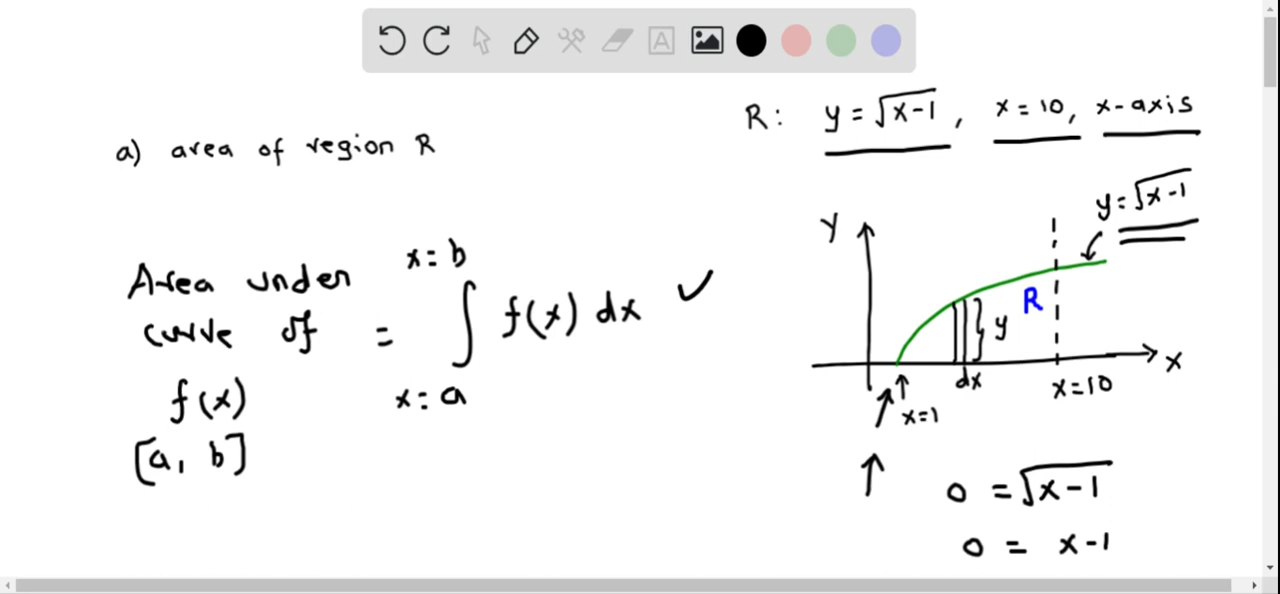 A
R: y = √x-1 , x = 10, x-axis
a) area of region R
y = √x-1
y
x = b
Area under
curve of = ∫ f(x) dx ✓
R
y
x
f(x)
x = a
dx
x=10
x=1
[a, b]
0 = √x-1
0 = x-1